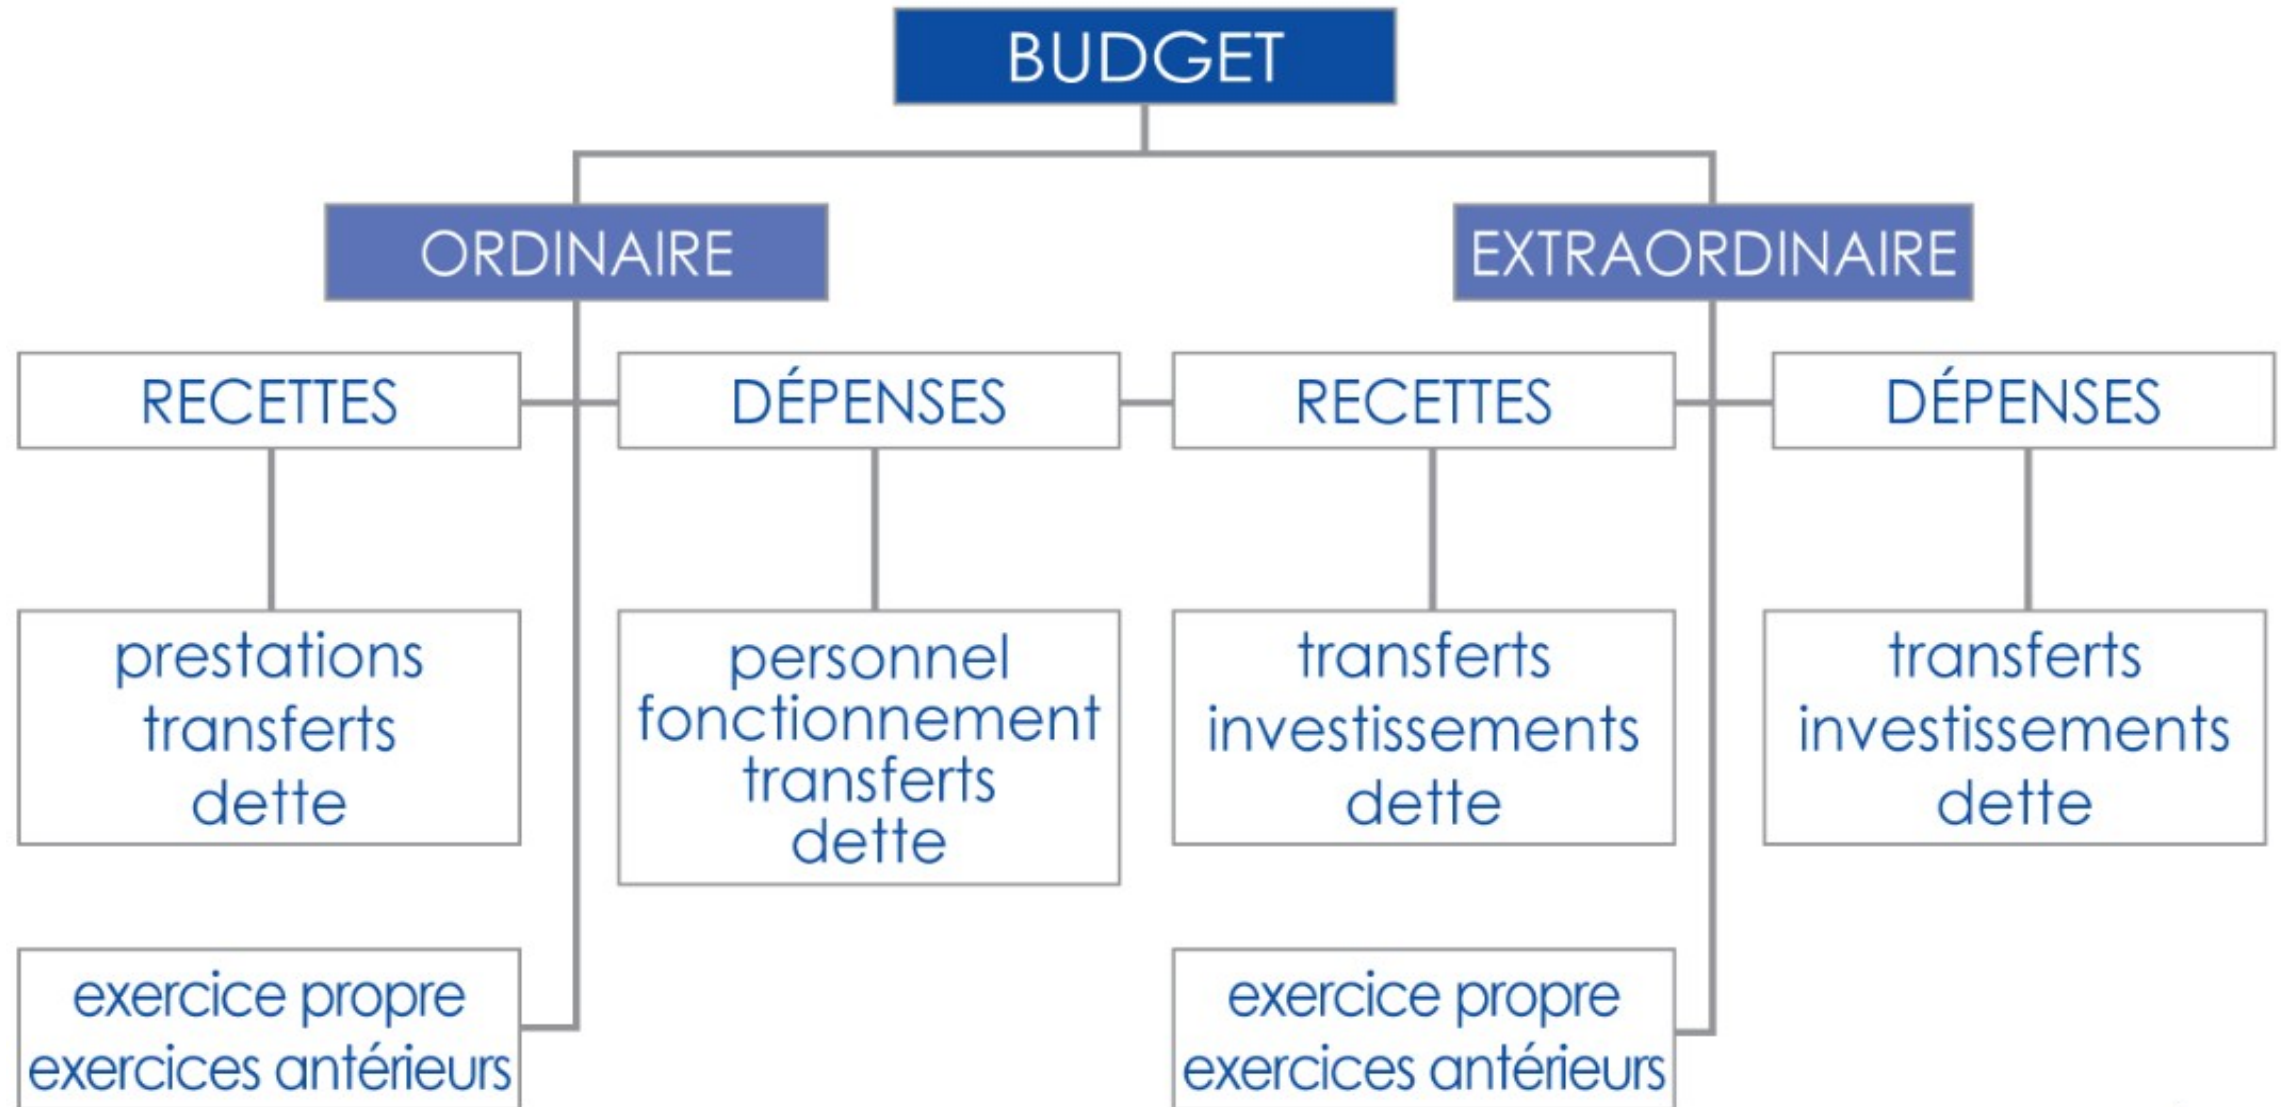 BUDGET
ORDINAIRE
EXTRAORDINAIRE
RECETTES
DÉPENSES
RECETTES
DÉPENSES
prestations
transferts
dette
personnel
fonctionnement
transferts
dette
transferts
investissements
dette
transferts
investissements
dette
exercice propre
exercices antérieurs
exercice propre
exercices antérieurs